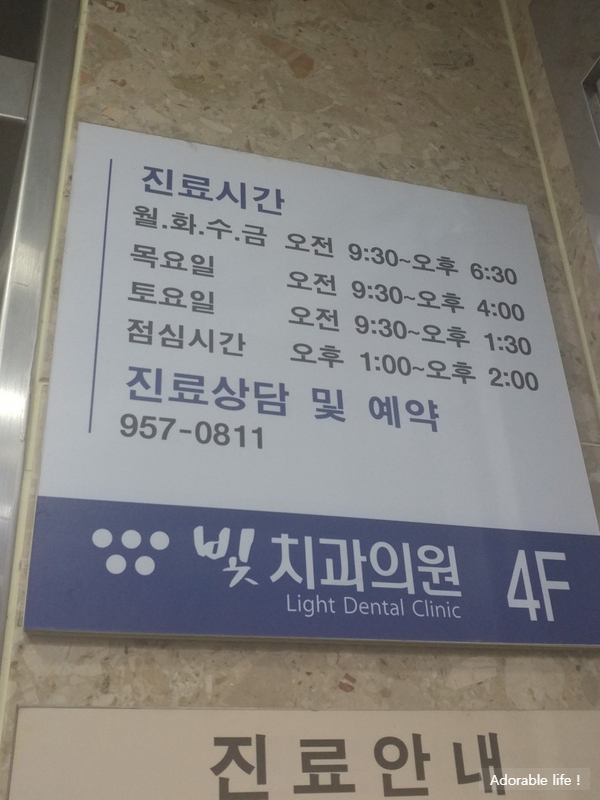 진료시간
월.화.수.금 오전 9:30~오후 6:30
목요일 오전 9:30~오후 4:00
토요일 오전 9:30~오후 1:30
점심시간 오후 1:00~오후 2:00
진료상담 및 예약
957-0811
빛 치과의원 4F
Light Dental Clinic
진료안내
Adorable life !